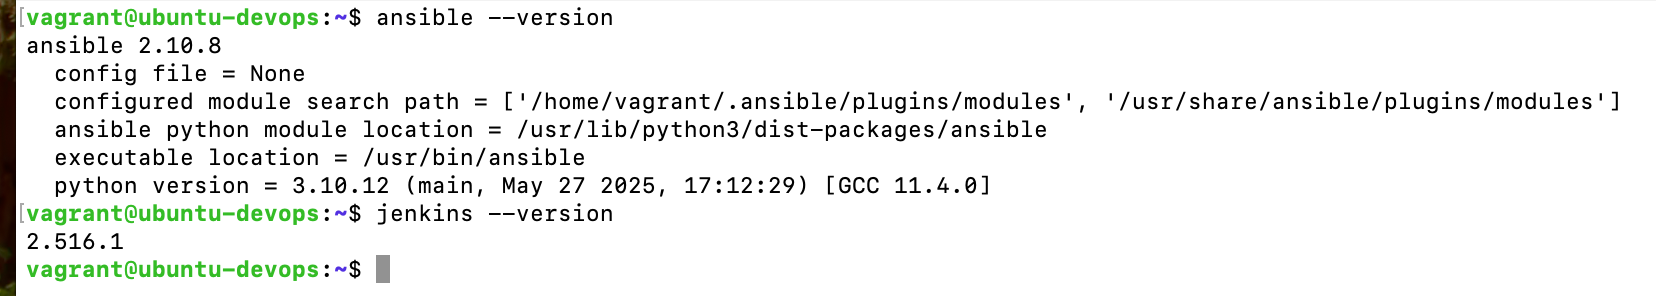 [vagrant@ubuntu-devops:~$ ansible --version
ansible 2.10.8
  config file = None
  configured module search path = ['/home/vagrant/.ansible/plugins/modules', '/usr/share/ansible/plugins/modules']
  ansible python module location = /usr/lib/python3/dist-packages/ansible
  executable location = /usr/bin/ansible
  python version = 3.10.12 (main, May 27 2025, 17:12:29) [GCC 11.4.0]
[vagrant@ubuntu-devops:~$ jenkins --version
2.516.1
vagrant@ubuntu-devops:~$